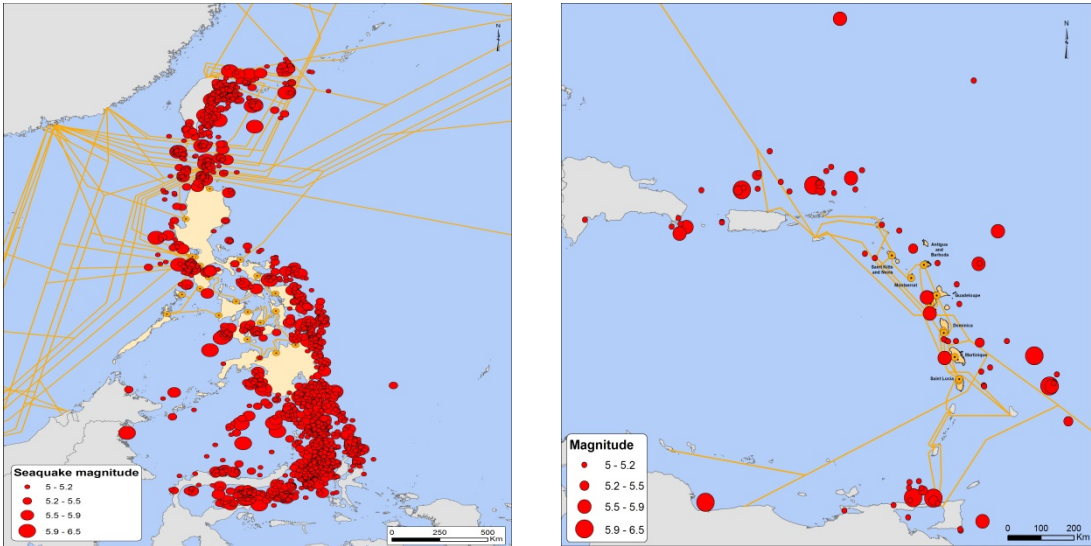 N
Seaquake magnitude
5 - 5.2
5.2 - 5.5
5.5 - 5.9
5.9 - 6.5
0 250 500
Km
N
Antigua and
Barbuda
Saint Kitts
and Nevis
Montserrat
Guadeloupe
Dominica
Martinique
Saint Lucia
Magnitude
5 - 5.2
5.2 - 5.5
5.5 - 5.9
5.9 - 6.5
0 100 200
Km